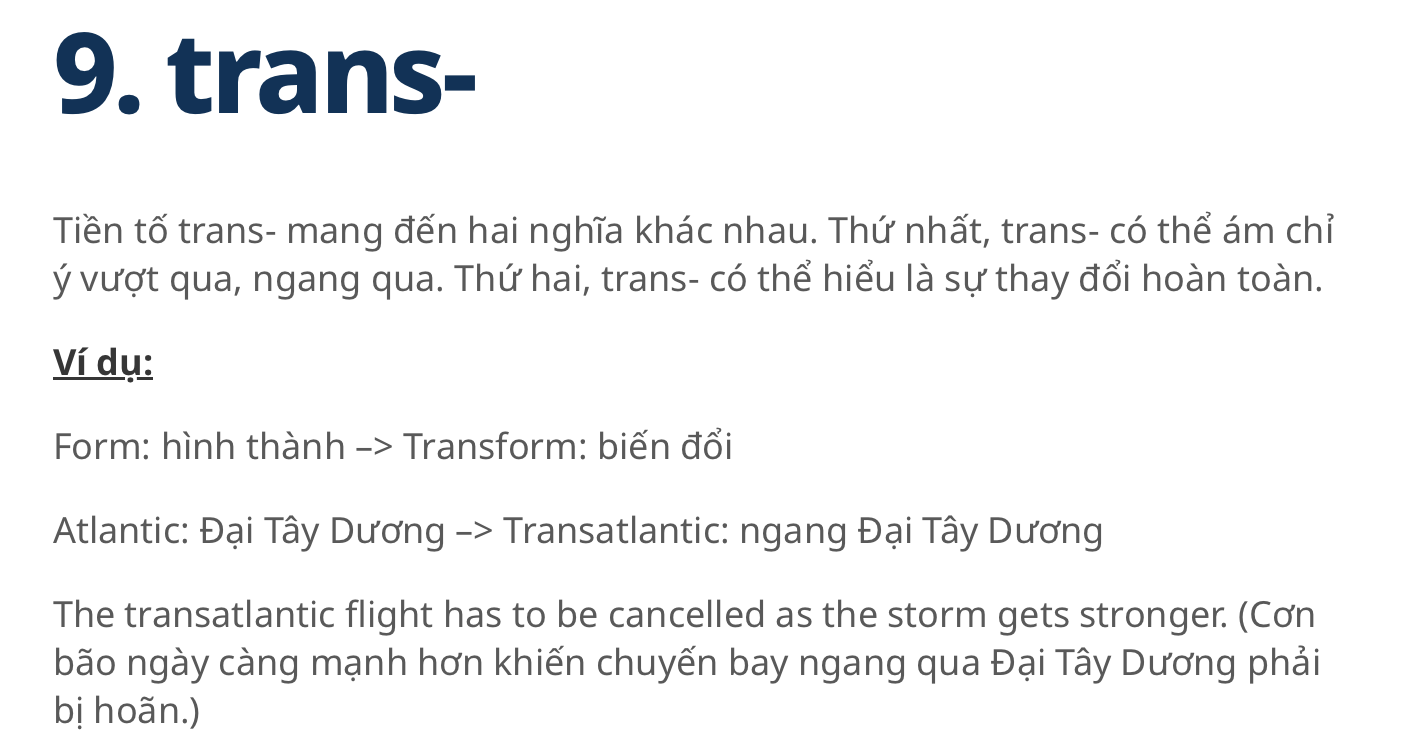 9. trans-
Tiền tố trans- mang đến hai nghĩa khác nhau. Thứ nhất, trans- có thể ám chỉ
ý vượt qua, ngang qua. Thứ hai, trans- có thể hiểu là sự thay đổi hoàn toàn.
Ví dụ:
Form: hình thành –> Transform: biến đổi
Atlantic: Đại Tây Dương –> Transatlantic: ngang Đại Tây Dương
The transatlantic flight has to be cancelled as the storm gets stronger. (Cơn
bão ngày càng mạnh hơn khiến chuyến bay ngang qua Đại Tây Dương phải
bị hoãn.)